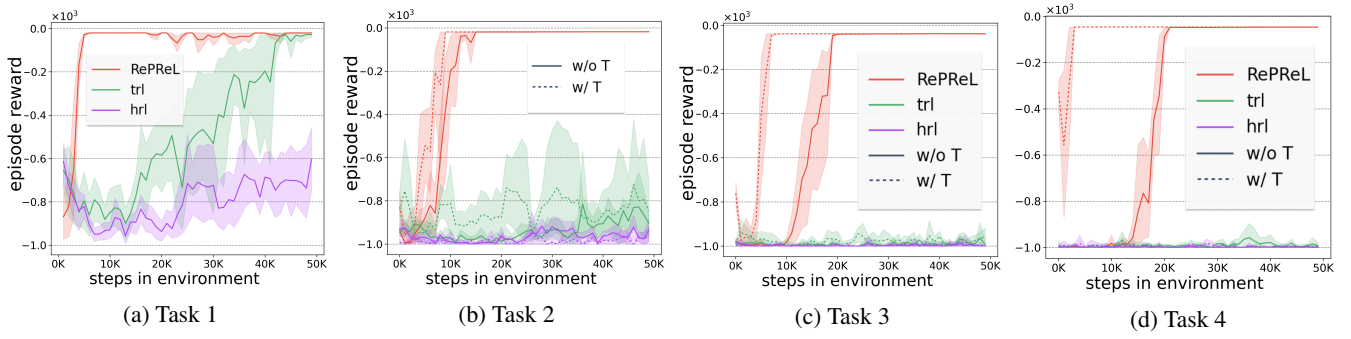 ×10³
0.0
−0.2
−0.4
−0.6
−0.8
−1.0
episode reward
RePReL
trl
hrl
0K 10K 20K 30K 40K 50K
steps in environment
(a) Task 1
×10³
0.0
−0.2
−0.4
−0.6
−0.8
−1.0
episode reward
w/o T
w/ T
0K 10K 20K 30K 40K 50K
steps in environment
(b) Task 2
×10³
0.0
−0.2
−0.4
−0.6
−0.8
−1.0
episode reward
RePReL
trl
hrl
w/o T
w/ T
0K 10K 20K 30K 40K 50K
steps in environment
(c) Task 3
×10³
0.0
−0.2
−0.4
−0.6
−0.8
−1.0
episode reward
RePReL
trl
hrl
w/o T
w/ T
0K 10K 20K 30K 40K 50K
steps in environment
(d) Task 4